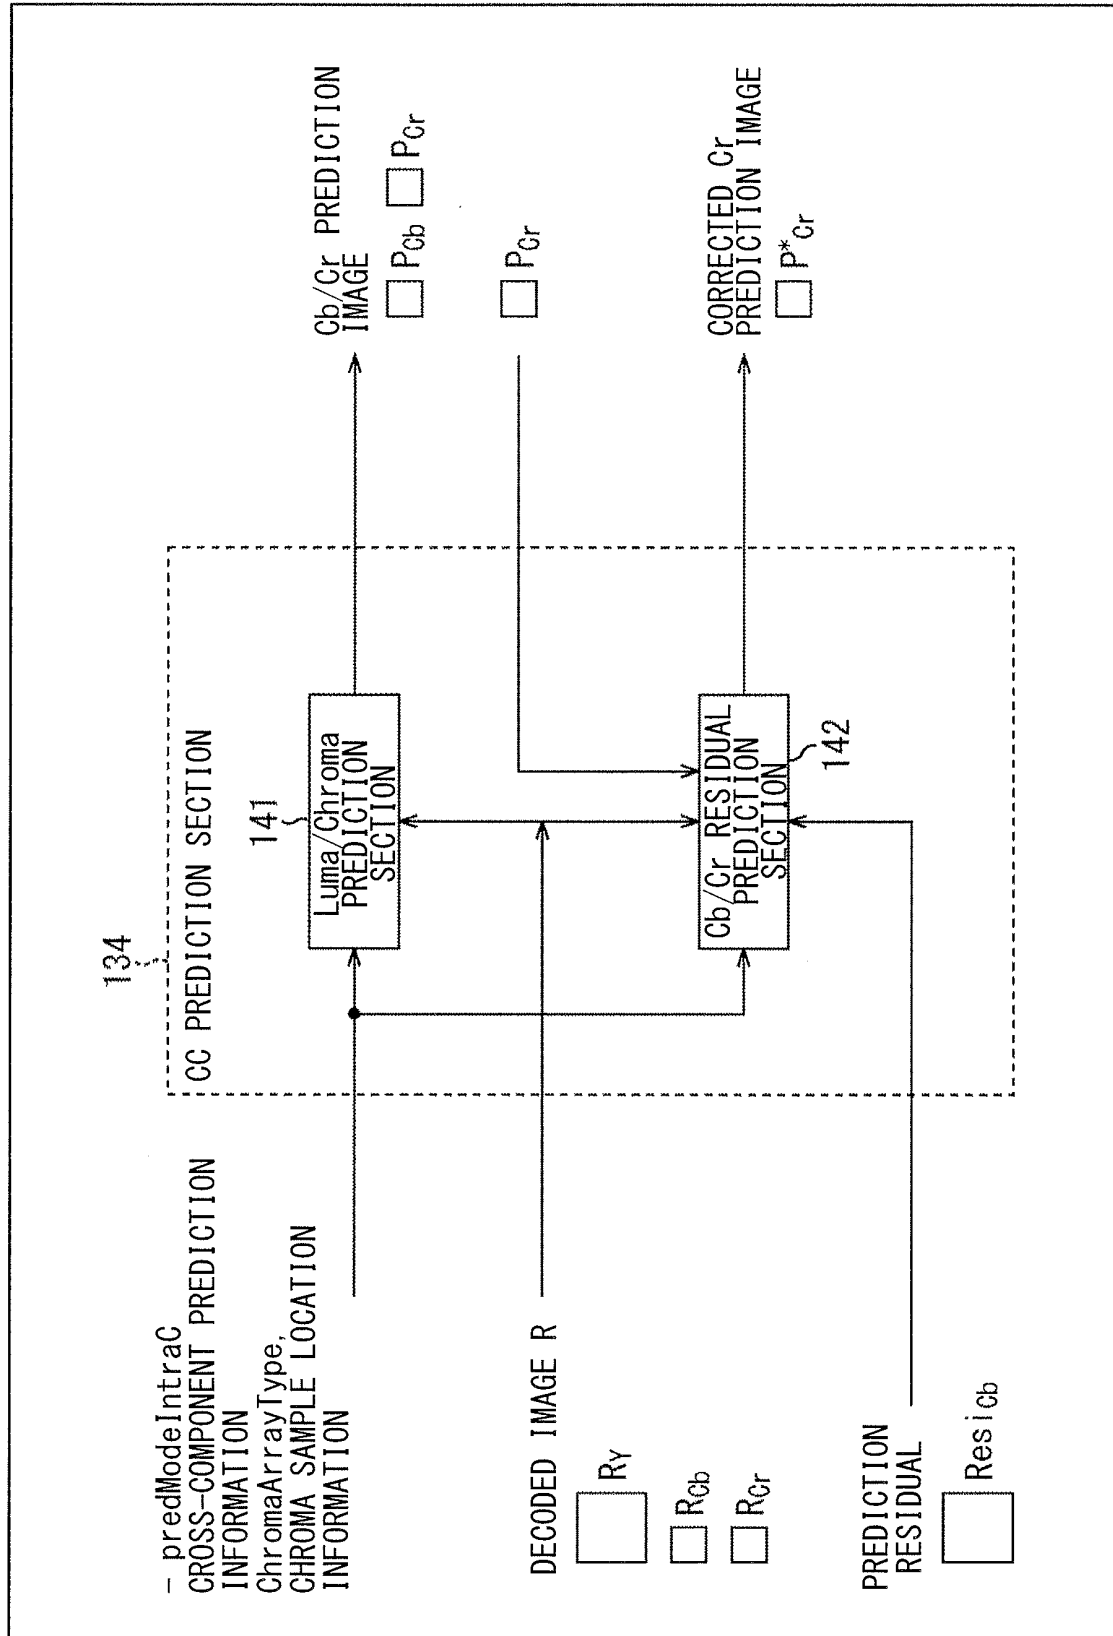 - predModeIntraC
CROSS-COMPONENT PREDICTION
INFORMATION
ChromaArrayType,
CHROMA SAMPLE LOCATION
INFORMATION
134
CC PREDICTION SECTION
141
Luma/Chroma
PREDICTION
SECTION
Cb/Cr PREDICTION
IMAGE
PCb
PCr
DECODED IMAGE R
RY
RCb
RCr
PCr
Cb/Cr RESIDUAL
PREDICTION
SECTION
142
CORRECTED Cr
PREDICTION IMAGE
P*Cr
PREDICTION
RESIDUAL
ResiCb